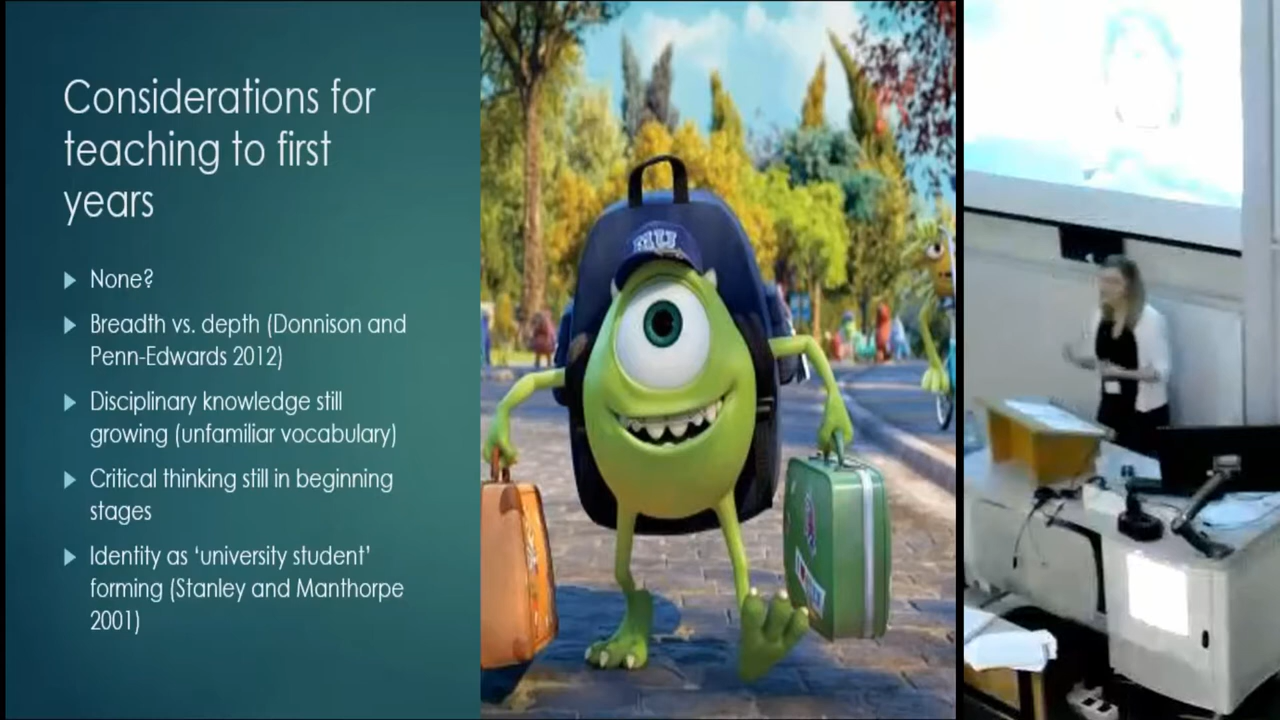 Considerations for
teaching to first
years
None?
Breadth vs. depth (Donnison and
Penn-Edwards 2012)
Disciplinary knowledge still
growing (unfamiliar vocabulary)
Critical thinking still in beginning
stages
Identity as ‘university student’
forming (Stanley and Manthorpe
2001)
MU